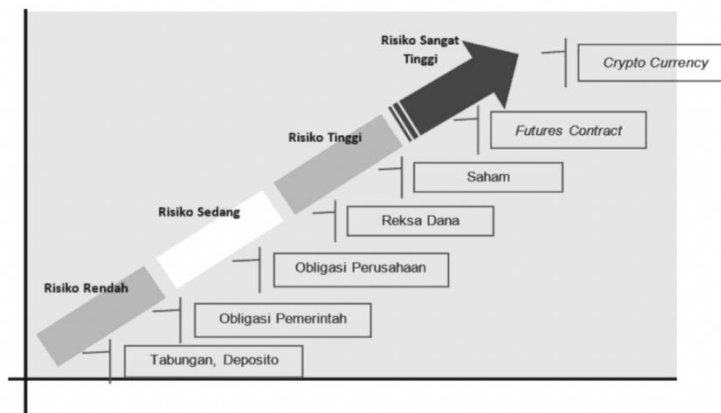 Risiko Sangat
Tinggi
Crypto Currency
Futures Contract
Risiko Tinggi
Saham
Risiko Sedang
Reksa Dana
Obligasi Perusahaan
Risiko Rendah
Obligasi Pemerintah
Tabungan, Deposito